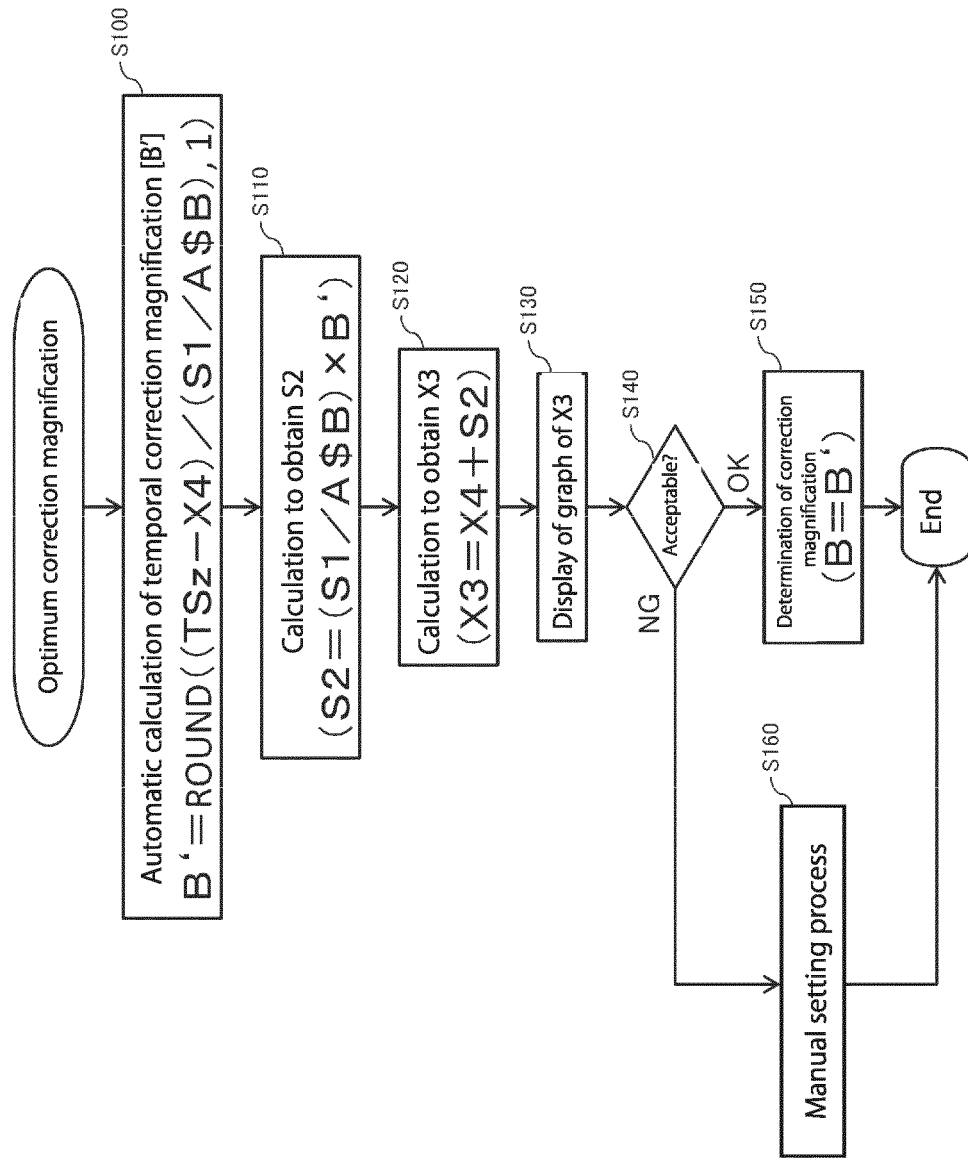 Optimum correction magnification
S100
Automatic calculation of temporal correction magnification [B']
B‘=ROUND((TSz−X4)/(S1/A$B),1)
S110
Calculation to obtain S2
(S2=(S1/A$B)×B‘)
S120
Calculation to obtain X3
(X3=X4+S2)
S130
Display of graph of X3
S140
Acceptable?
NG
OK
S150
Determination of correction
magnification
(B=B‘)
S160
Manual setting process
End